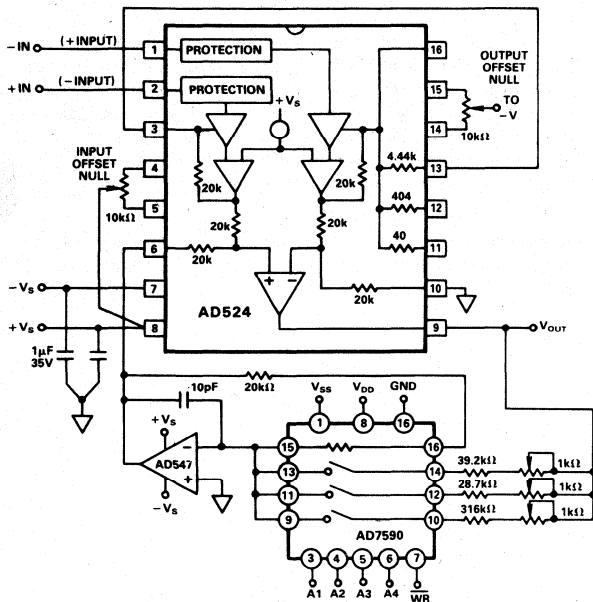 −IN
(+INPUT)
1
PROTECTION
16
+IN
(−INPUT)
2
PROTECTION
+VS
15
OUTPUT
OFFSET
NULL
TO
−V
10kΩ
3
14
INPUT
OFFSET
NULL
4
10kΩ
5
20k
20k
4.44k
13
404
12
40
11
20k
20k
6
20k
20k
10
−VS
7
+VS
8
AD524
+
−
9
VOUT
1μF
35V
20kΩ
10pF
VSS
VDD
GND
1
8
16
+VS
−
AD547
+
−VS
15
16
13
14
39.2kΩ
1kΩ
11
12
28.7kΩ
1kΩ
9
10
316kΩ
1kΩ
AD7590
3
4
5
6
7
A1
A2
A3
A4
WR